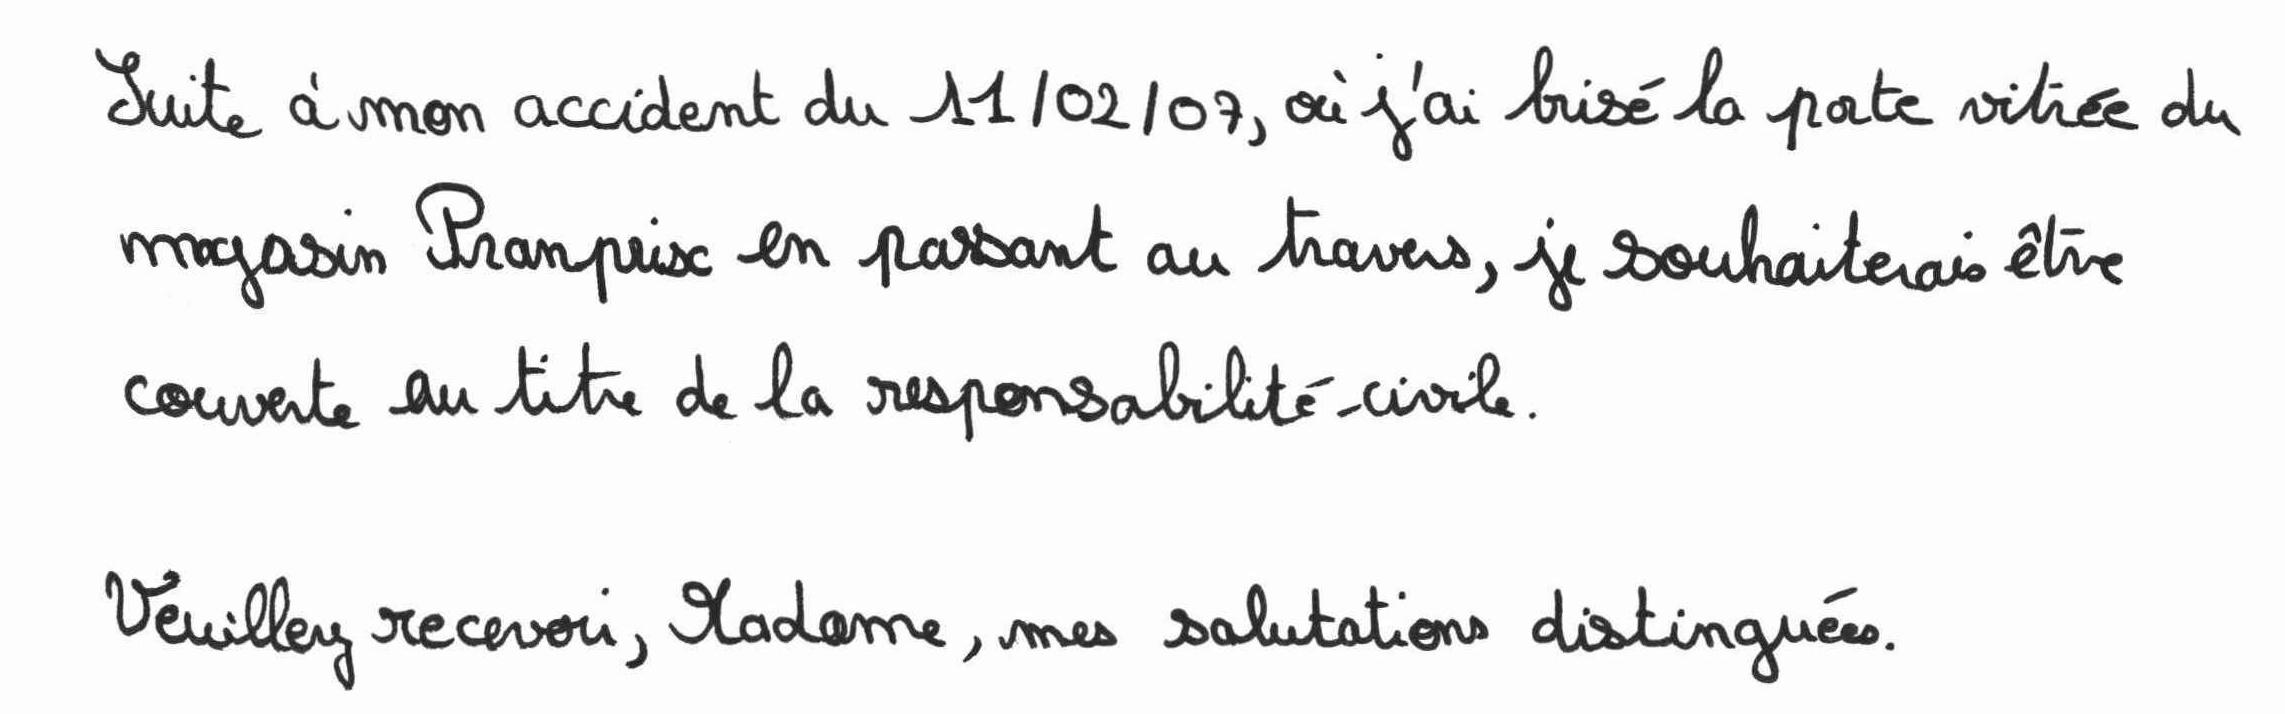 Suite à mon accident du 11/02/07, où j'ai brisé la porte vitrée du
magasin Franprix en passant au travers, je souhaiterais être
couverte au titre de la responsabilité-civile.
Veuillez recevoir, Madame, mes salutations distinguées.